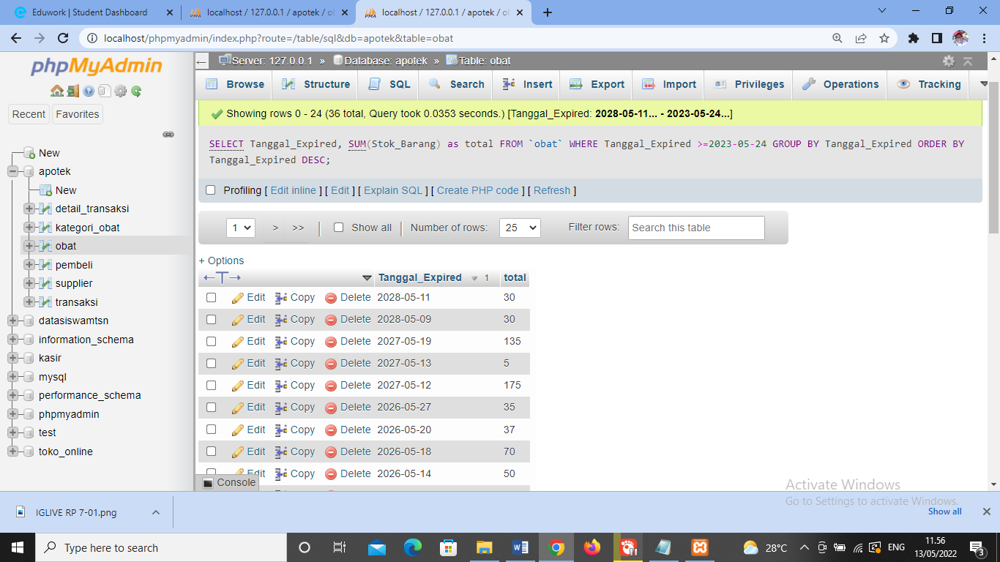 Eduwork | Student Dashboard
localhost / 127.0.0.1 / apotek / o
localhost / 127.0.0.1 / apotek / o
localhost/phpmyadmin/index.php?route=/table/sql&db=apotek&table=obat
phpMyAdmin
Recent
Favorites
New
apotek
New
detail_transaksi
kategori_obat
obat
pembeli
supplier
transaksi
datasiswamtsn
information_schema
kasir
mysql
performance_schema
phpmyadmin
test
toko_online
Server: 127.0.0.1 » Database: apotek » Table: obat
Browse Structure SQL Search Insert Export Import Privileges Operations Tracking
Showing rows 0 - 24 (36 total, Query took 0.0353 seconds.) [Tanggal_Expired: 2028-05-11... - 2023-05-24...]
SELECT Tanggal_Expired, SUM(Stok_Barang) as total FROM `obat` WHERE Tanggal_Expired >=2023-05-24 GROUP BY Tanggal_Expired ORDER BY
Tanggal_Expired DESC;
Profiling [ Edit inline ] [ Edit ] [ Explain SQL ] [ Create PHP code ] [ Refresh ]
1 > >> | Show all | Number of rows: 25 Filter rows: Search this table
+ Options
Tanggal_Expired 1 total
Edit Copy Delete 2028-05-11 30
Edit Copy Delete 2028-05-09 30
Edit Copy Delete 2027-05-19 135
Edit Copy Delete 2027-05-13 5
Edit Copy Delete 2027-05-12 175
Edit Copy Delete 2026-05-27 35
Edit Copy Delete 2026-05-20 37
Edit Copy Delete 2026-05-18 70
Edit Copy Delete 2026-05-14 50
Console
Activate Windows
Go to Settings to activate Windows.
IGLIVE RP 7-01.png
Show all
Type here to search
28°C
ENG
11.56
13/05/2022
3